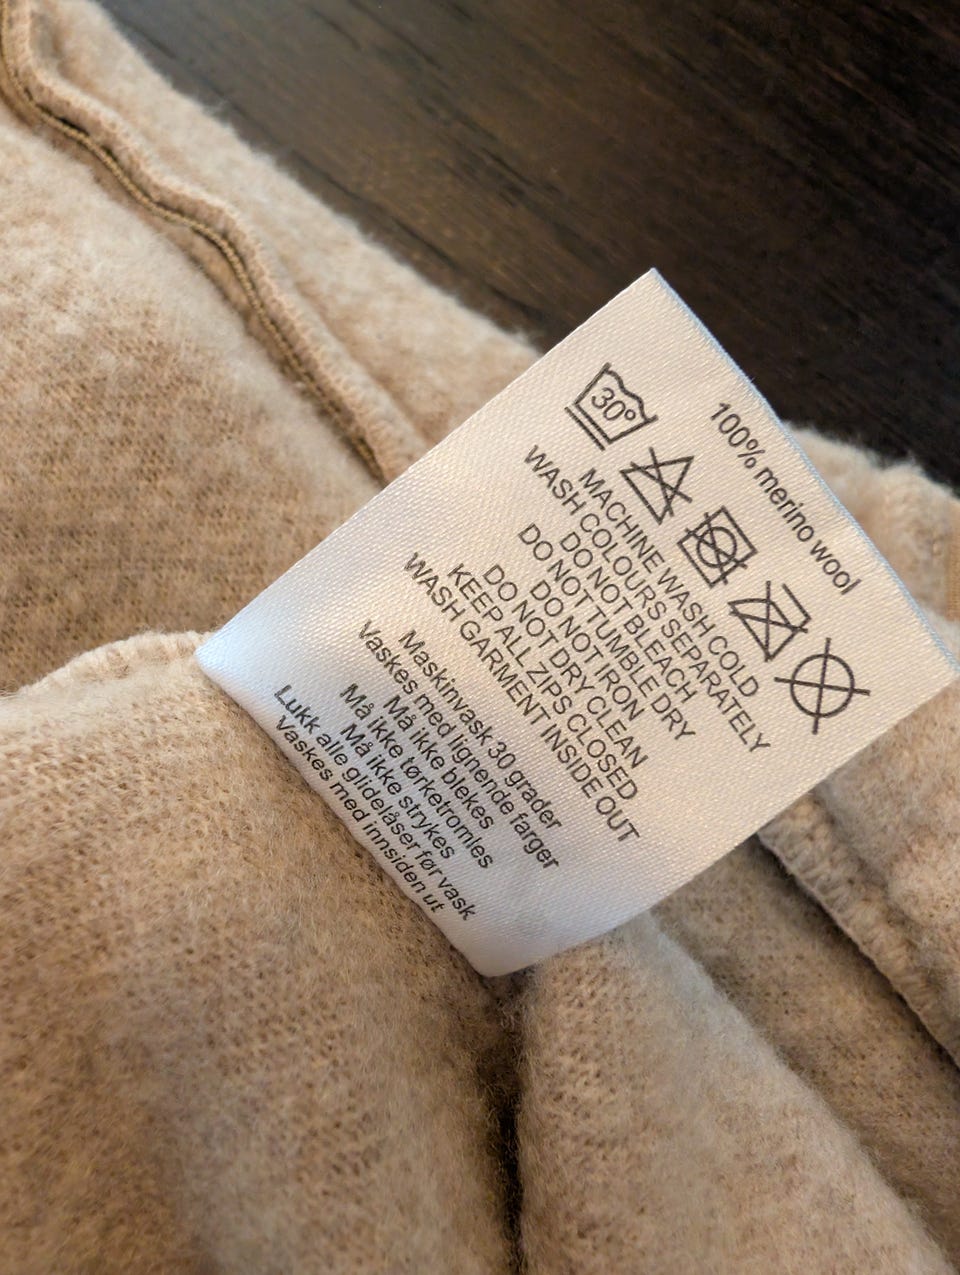 100% merino wool
30°
MACHINE WASH COLD
WASH COLOURS SEPARATELY
DO NOT BLEACH
DO NOT TUMBLE DRY
DO NOT IRON
DO NOT DRY CLEAN
KEEP ALL ZIPS CLOSED
WASH GARMENT INSIDE OUT
Maskinvask 30 grader
Vaskes med lignende farger
Må ikke blekes
Må ikke tørketromles
Må ikke strykes
Lukk alle glidelåser før vask
Vaskes med innsiden ut